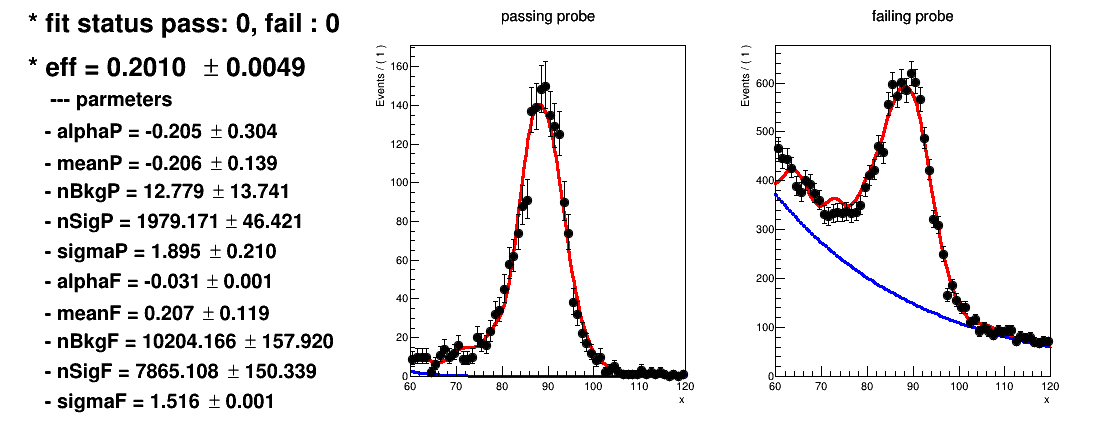 * fit status pass: 0, fail : 0
* eff = 0.2010 ± 0.0049
--- parmeters
- alphaP = -0.205 ± 0.304
- meanP = -0.206 ± 0.139
- nBkgP = 12.779 ± 13.741
- nSigP = 1979.171 ± 46.421
- sigmaP = 1.895 ± 0.210
- alphaF = -0.031 ± 0.001
- meanF = 0.207 ± 0.119
- nBkgF = 10204.166 ± 157.920
- nSigF = 7865.108 ± 150.339
- sigmaF = 1.516 ± 0.001
passing probe
Events / ( 1 )
160
140
120
100
80
60
40
20
0
60 70 80 90 100 110 120
x
failing probe
Events / ( 1 )
600
500
400
300
200
100
0
60 70 80 90 100 110 120
x